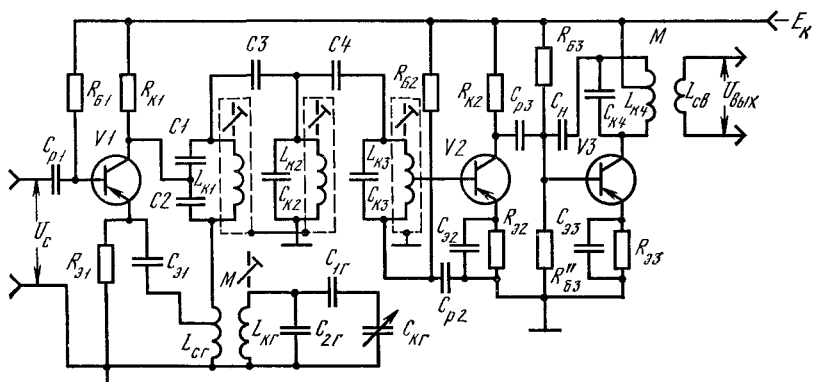 − Eк
Rб1
Rк1
C3
C4
Rб2
Rк2
Rб3
M
Cр1
V1
C1
C2
Lк1
Lк2
Cк2
Lк3
Cк3
V2
Cр3
Cн
Cк4
Lк4
Lсв
Uвых
V3
Uс
Rэ1
Cэ1
Cэ2
Rэ2
Cэ3
Rэ3
R"б3
Cр2
M
C1г
Lсг
Lкг
C2г
Cкг